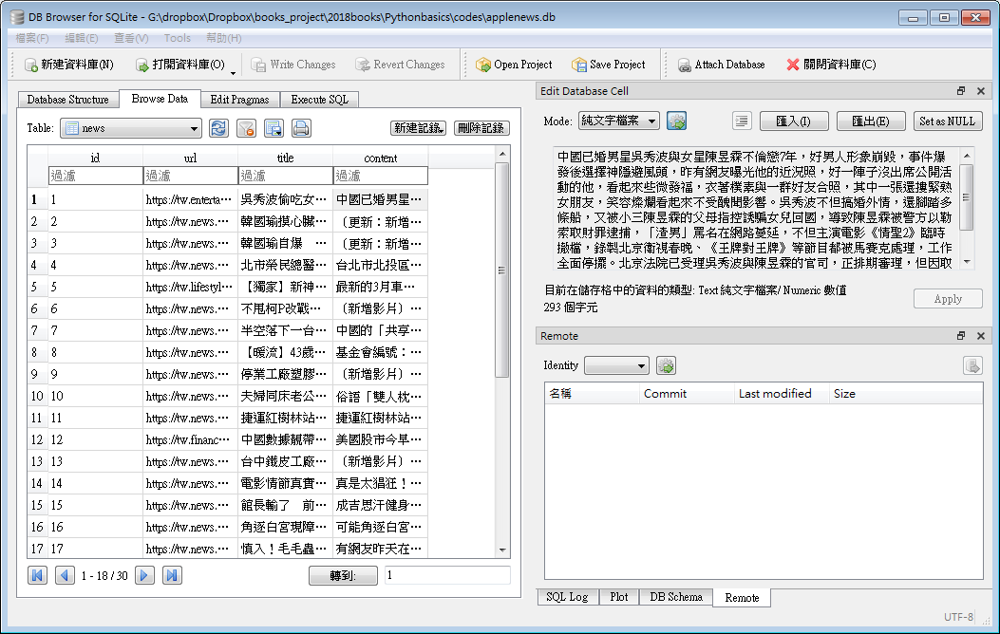 DB Browser for SQLite - G:\dropbox\Dropbox\books_project\2018books\Pythonbasics\codes\applenews.db
檔案(F) 編輯(E) 查看(V) Tools 幫助(H)
新建資料庫(N) 打開資料庫(O) Write Changes Revert Changes Open Project Save Project Attach Database 關閉資料庫(C)
Database Structure Browse Data Edit Pragmas Execute SQL
Table: news 新建記錄 刪除記錄
id url title content
過濾 過濾 過濾 過濾
1 1 https://tw.enterta… 吳秀波偷吃女… 中國已婚男星…
2 2 https://tw.news.… 韓國瑜摸心臟… 〔更新：新增…
3 3 https://tw.news.… 韓國瑜自爆 … 〔更新：新增…
4 4 https://tw.news.… 北市榮民總醫… 台北市北投區…
5 5 https://tw.lifestyl… 【獨家】新神… 最新的3月車…
6 6 https://tw.news.… 不甩柯P改戰… 〔新增影片〕…
7 7 https://tw.news.… 半空落下一台… 中國的「共享…
8 8 https://tw.news.… 【暖流】43歲… 基金會編號：…
9 9 https://tw.news.… 停業工廠塑膠… 〔新增影片〕…
10 10 https://tw.news.… 夫婦同床老公… 俗語「雙人枕…
11 11 https://tw.news.… 捷運紅樹林站… 捷運紅樹林站…
12 12 https://tw.financ… 中國數據靚帶… 美國股市今早…
13 13 https://tw.news.… 台中鐵皮工廠… 〔新增影片〕…
14 14 https://tw.news.… 電影情節真實… 真是太猖狂！…
15 15 https://tw.news.… 館長輸了 前… 成吉思汗健身…
16 16 https://tw.news.… 角逐白宮現障… 可能角逐白宮…
17 17 https://tw.news.… 慎入！毛毛蟲… 有網友昨天在…
1 - 18 / 30 轉到: 1
Edit Database Cell
Mode: 純文字檔案 匯入(I) 匯出(E) Set as NULL
中國已婚男星吳秀波與女星陳昱霖不倫戀7年，好男人形象崩毀，事件爆
發後選擇神隱避風頭，昨有網友曝光他的近況照，好一陣子沒出席公開活
動的他，看起來些微發福，衣著樸素與一群好友合照，其中一張還摟緊熟
女朋友，笑容燦爛看起來不受醜聞影響。吳秀波不但搞婚外情，還腳踏多
條船，又被小三陳昱霖的父母指控誘騙女兒回國，導致陳昱霖被警方以勒
索取財罪逮捕，「渣男」罵名在網路蔓延，不但主演電影《情聖2》臨時
撤檔，錄製北京衛視春晚、《王牌對王牌》等節目都被馬賽克處理，工作
全面停擺。北京法院已受理吳秀波與陳昱霖的官司，正排期審理，但因取
目前在儲存格中的資料的類型: Text 純文字檔案/ Numeric 數值
293 個字元
Apply
Remote
Identity
名稱 Commit Last modified Size
SQL Log Plot DB Schema Remote
UTF-8